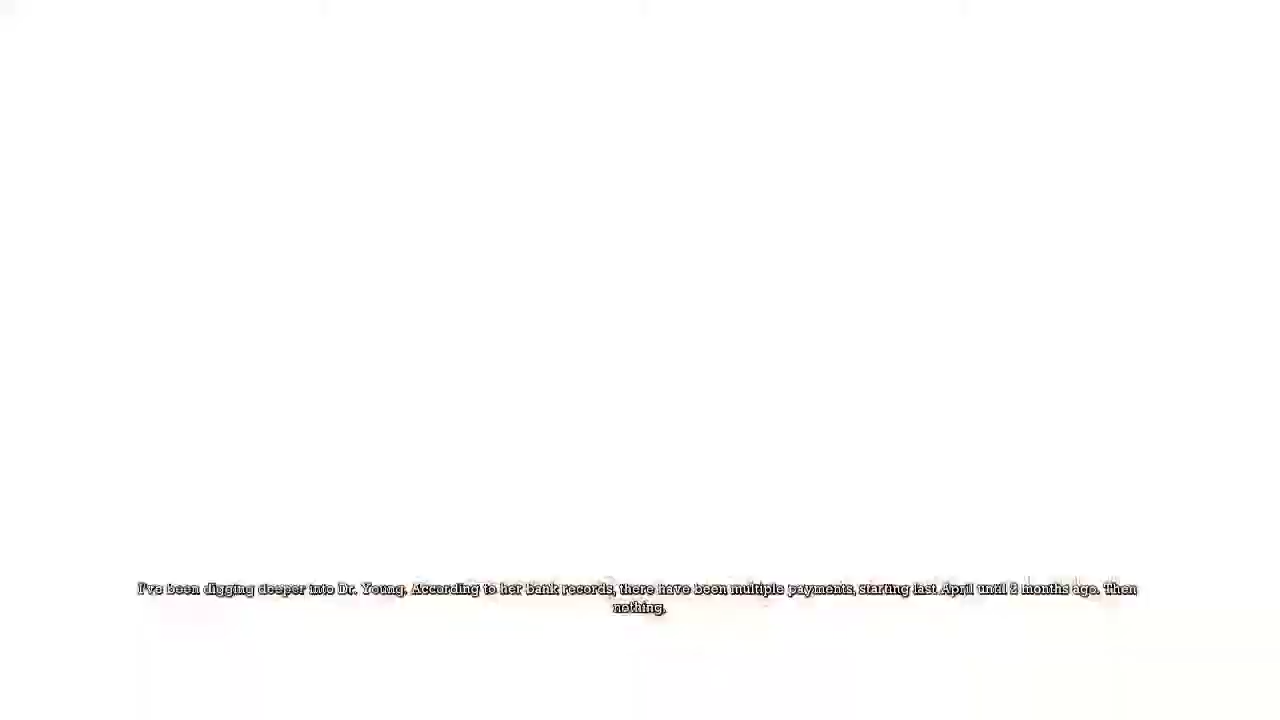 I've been digging deeper into Dr. Young. According to her bank records, there have been multiple payments, starting last April until 2 months ago. Then
nothing.